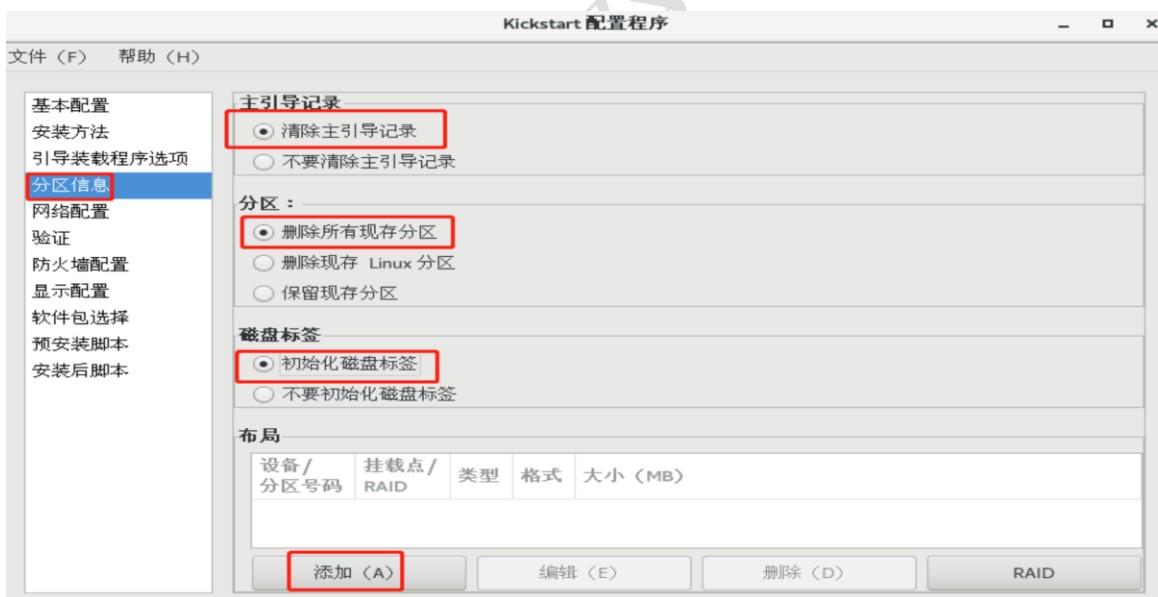 Kickstart 配置程序
文件（F） 帮助（H）
基本配置
安装方法
引导装载程序选项
分区信息
网络配置
验证
防火墙配置
显示配置
软件包选择
预安装脚本
安装后脚本
主引导记录
清除主引导记录
不要清除主引导记录
分区：
删除所有现存分区
删除现存 Linux 分区
保留现存分区
磁盘标签
初始化磁盘标签
不要初始化磁盘标签
布局
设备/
分区号码
挂载点/
RAID
类型
格式
大小（MB）
添加（A） 编辑（E） 删除（D） RAID